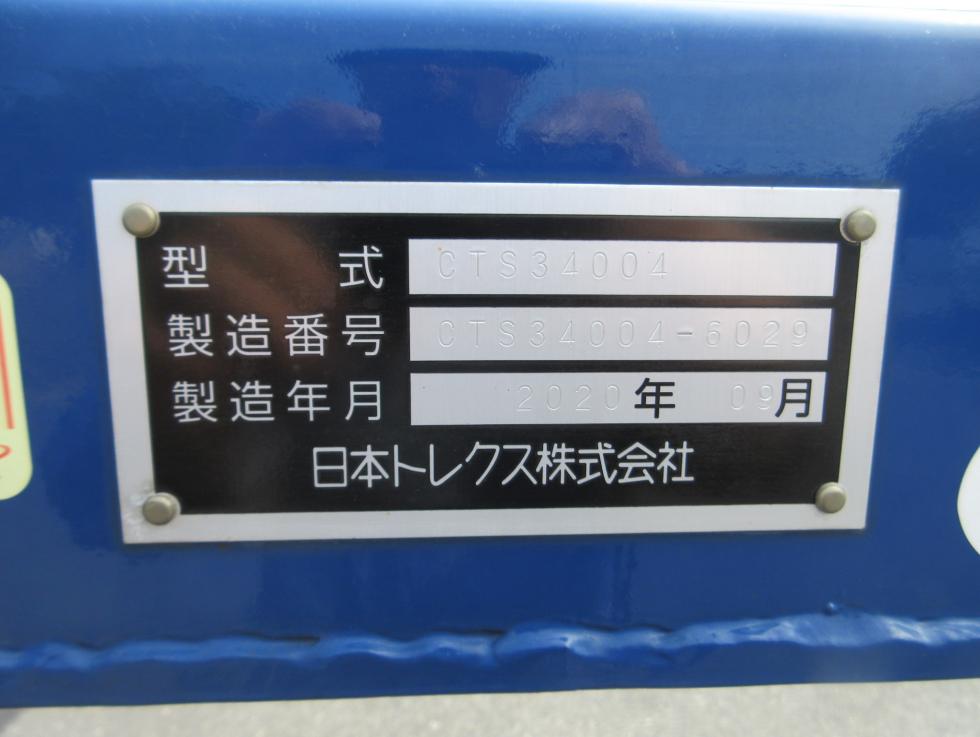 型式 CTS34004
製造番号 CTS34004-6029
製造年月 2020年 09月
日本トレクス株式会社